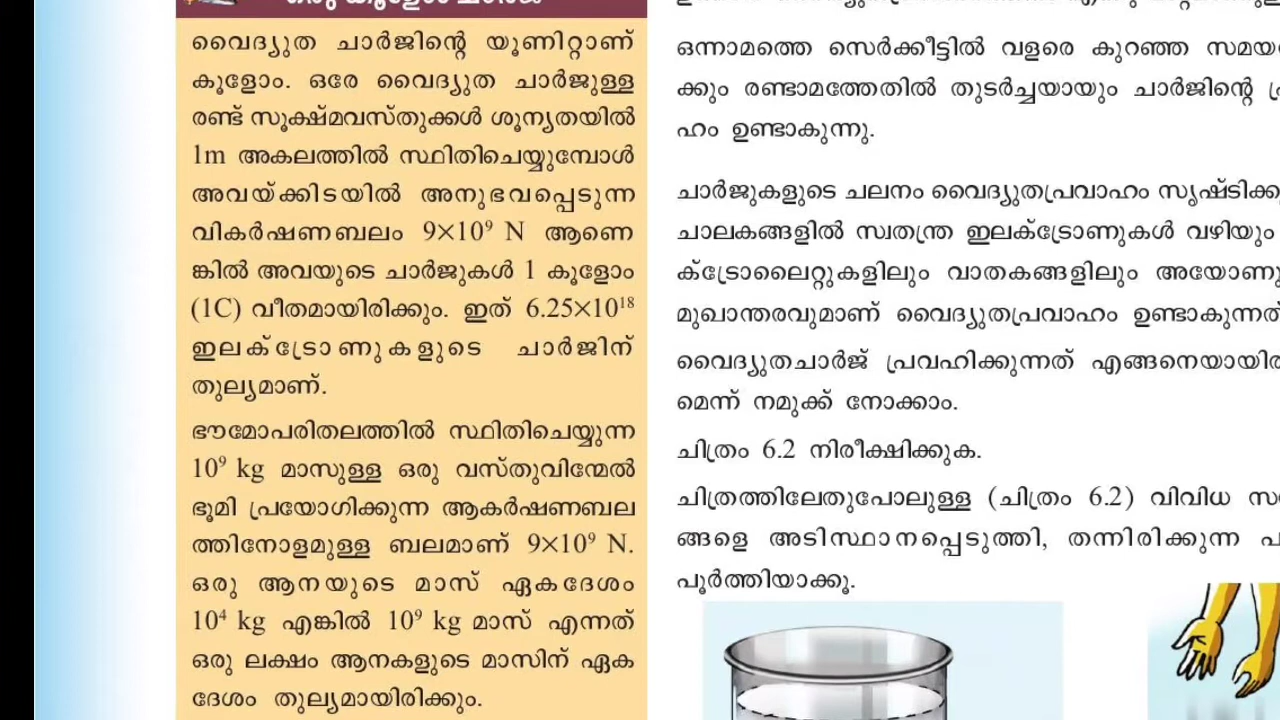 ഒരു കൂളോം ചാർജ്
വൈദ്യുത ചാർജിന്റെ യൂണിറ്റാണ്
കൂളോം. ഒരേ വൈദ്യുത ചാർജുള്ള
രണ്ട് സൂക്ഷ്മവസ്തുക്കൾ ശൂന്യതയിൽ
1m അകലത്തിൽ സ്ഥിതിചെയ്യുമ്പോൾ
അവയ്ക്കിടയിൽ അനുഭവപ്പെടുന്ന
വികർഷണബലം 9×10⁹ N ആണെ
ങ്കിൽ അവയുടെ ചാർജുകൾ 1 കൂളോം
(1C) വീതമായിരിക്കും. ഇത് 6.25×10¹⁸
ഇലക്ട്രോണുകളുടെ ചാർജിന്
തുല്യമാണ്.
ഭൗമോപരിതലത്തിൽ സ്ഥിതിചെയ്യുന്ന
10⁹ kg മാസുള്ള ഒരു വസ്തുവിന്മേൽ
ഭൂമി പ്രയോഗിക്കുന്ന ആകർഷണബല
ത്തിനോളമുള്ള ബലമാണ് 9×10⁹ N.
ഒരു ആനയുടെ മാസ് ഏകദേശം
10⁴ kg എങ്കിൽ 10⁹ kg മാസ് എന്നത്
ഒരു ലക്ഷം ആനകളുടെ മാസിന് ഏക
ദേശം തുല്യമായിരിക്കും.
ഒന്നാമത്തെ സെർക്കീട്ടിൽ വളരെ കുറഞ്ഞ
ക്കും രണ്ടാമത്തേതിൽ തുടർച്ചയായും ചാർജിന്റെ
ഹം ഉണ്ടാകുന്നു.
ചാർജുകളുടെ ചലനം വൈദ്യുതപ്രവാഹം
ചാലകങ്ങളിൽ സ്വതന്ത്ര ഇലക്ട്രോണുകൾ വഴിയും
ക്ട്രോലൈറ്റുകളിലും വാതകങ്ങളിലും
മുഖാന്തരവുമാണ് വൈദ്യുതപ്രവാഹം ഉണ്ടാകുന്നത്
വൈദ്യുതചാർജ് പ്രവഹിക്കുന്നത്
മെന്ന് നമുക്ക് നോക്കാം.
ചിത്രം 6.2 നിരീക്ഷിക്കുക.
ചിത്രത്തിലേതുപോലുള്ള (ചിത്രം 6.2) വിവിധ
ങ്ങളെ അടിസ്ഥാനപ്പെടുത്തി, തന്നിരിക്കുന്ന
പൂർത്തിയാക്കൂ.